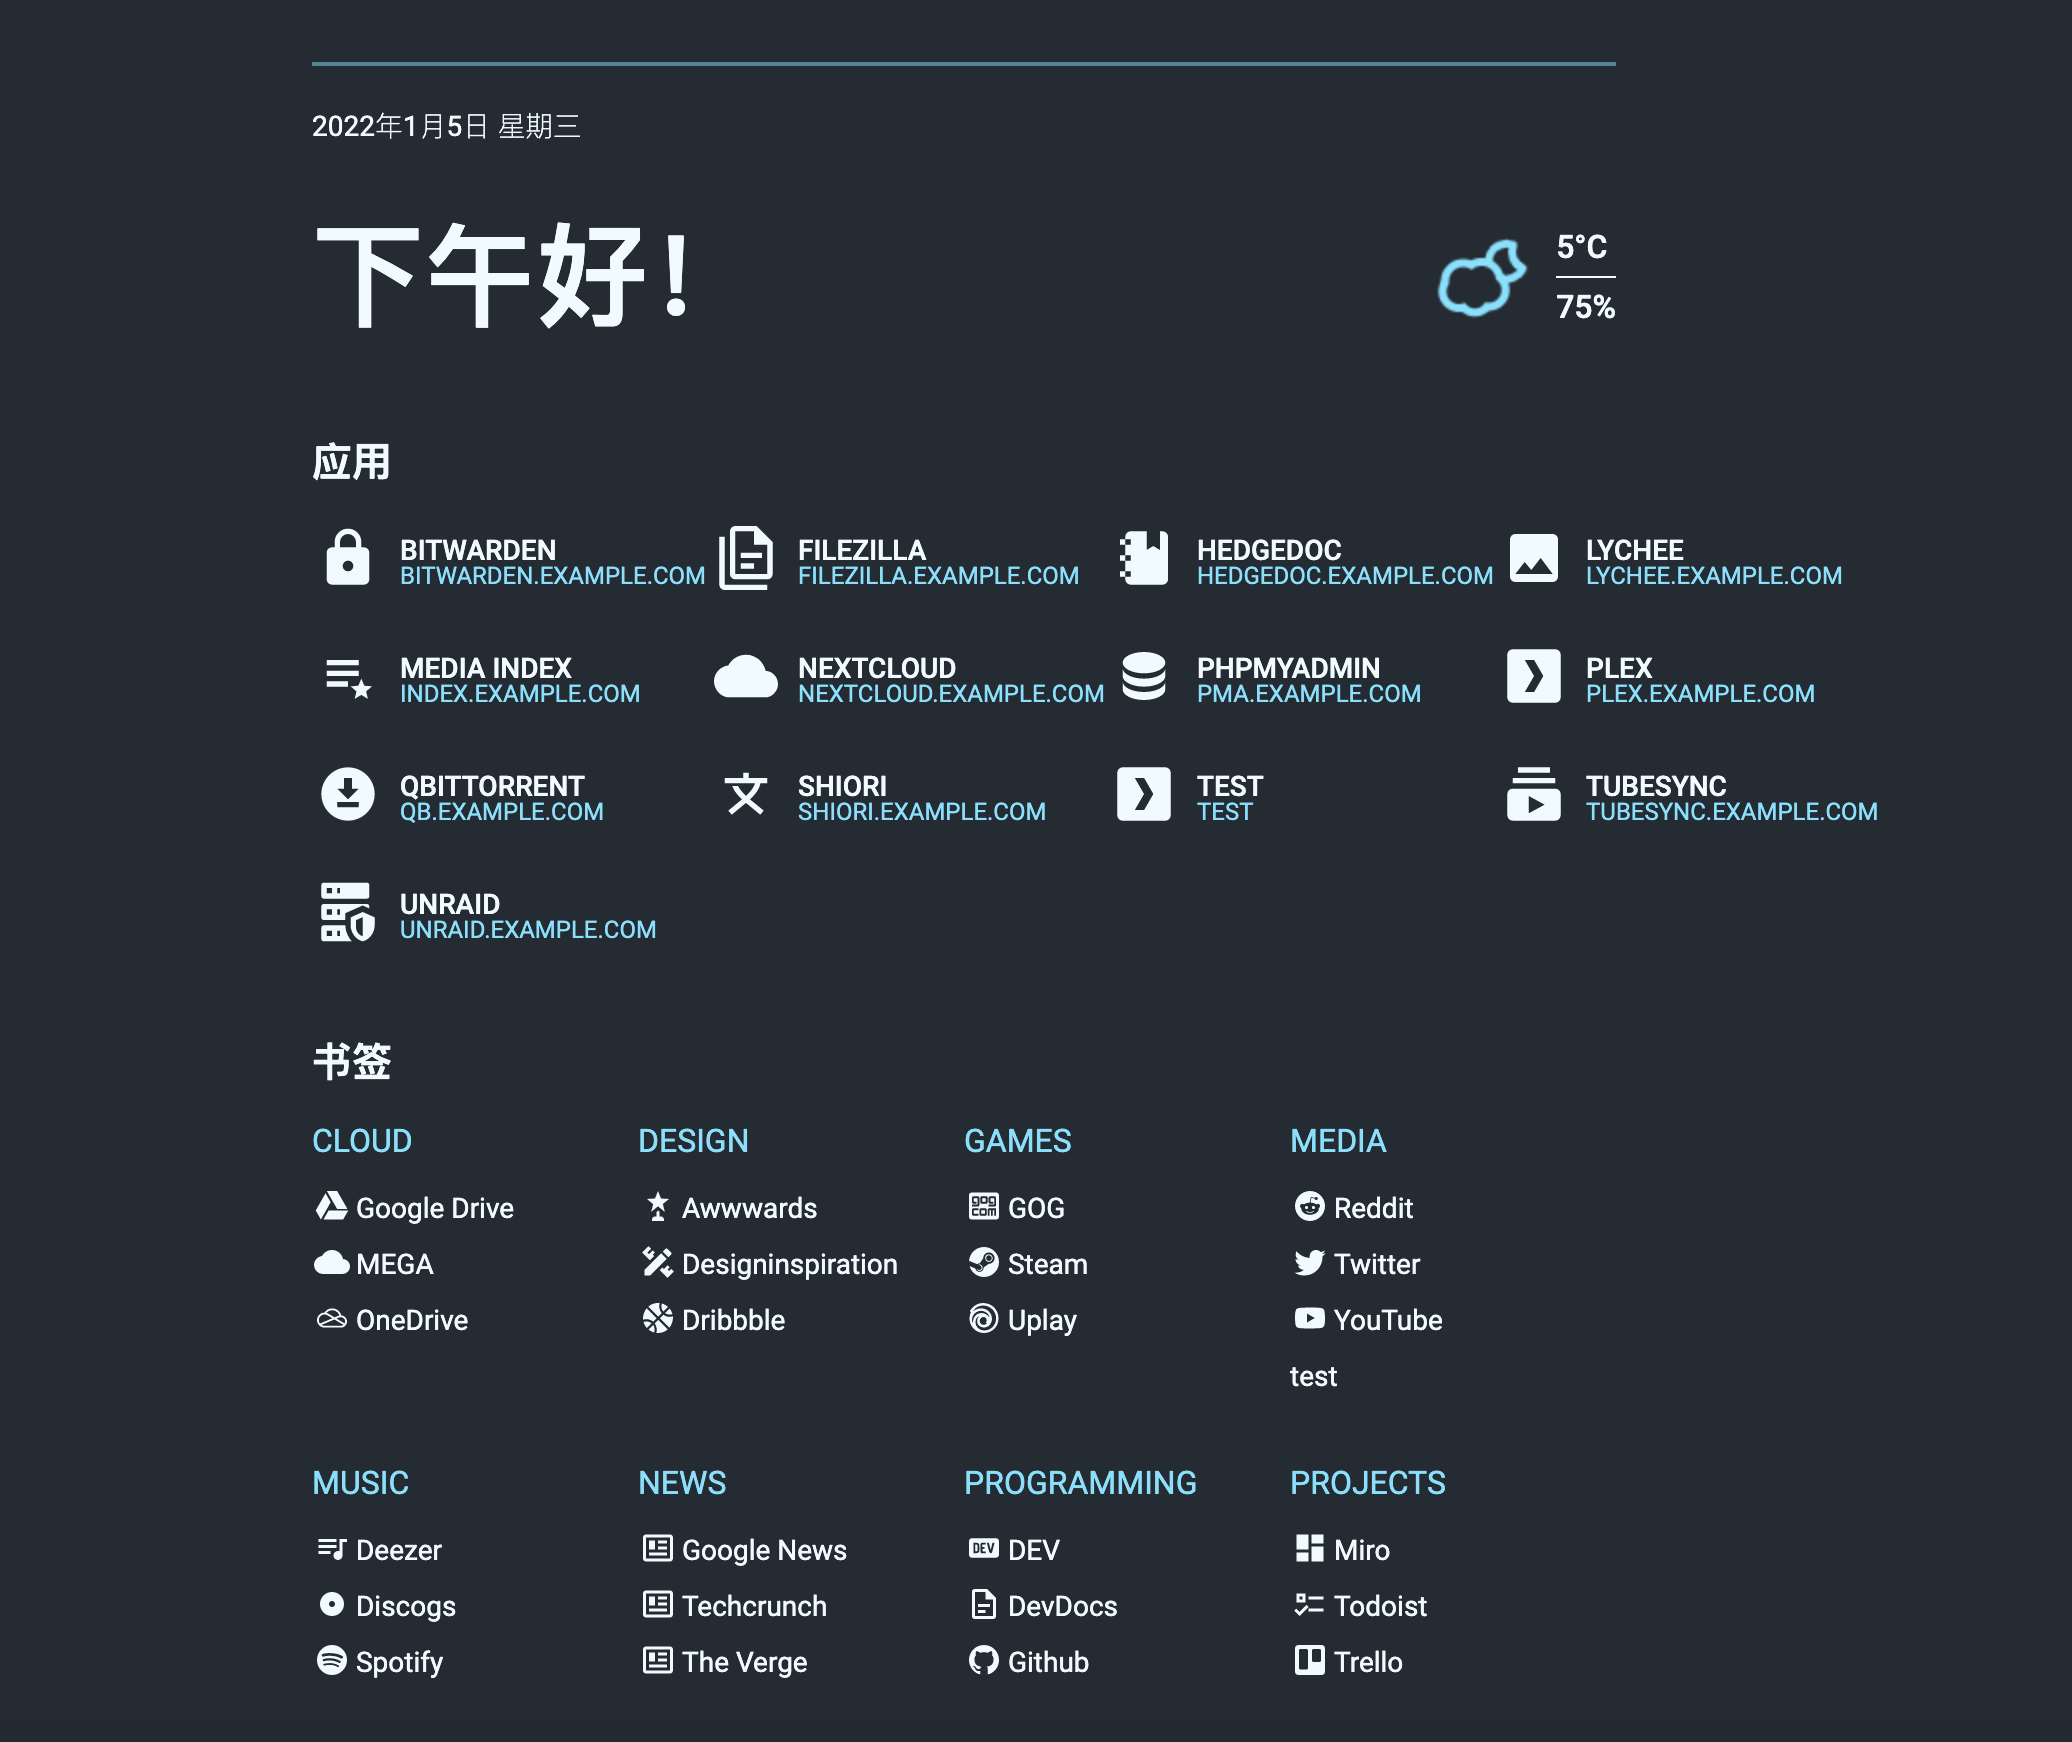 2022年1月5日 星期三
下午好！
5°C
75%
应用
BITWARDEN
BITWARDEN.EXAMPLE.COM
FILEZILLA
FILEZILLA.EXAMPLE.COM
HEDGEDOC
HEDGEDOC.EXAMPLE.COM
LYCHEE
LYCHEE.EXAMPLE.COM
MEDIA INDEX
INDEX.EXAMPLE.COM
NEXTCLOUD
NEXTCLOUD.EXAMPLE.COM
PHPMYADMIN
PMA.EXAMPLE.COM
PLEX
PLEX.EXAMPLE.COM
QBITTORRENT
QB.EXAMPLE.COM
SHIORI
SHIORI.EXAMPLE.COM
TEST
TEST
TUBESYNC
TUBESYNC.EXAMPLE.COM
UNRAID
UNRAID.EXAMPLE.COM
书签
CLOUD
Google Drive
MEGA
OneDrive
DESIGN
Awwwards
Designinspiration
Dribbble
GAMES
GOG
Steam
Uplay
MEDIA
Reddit
Twitter
YouTube
test
MUSIC
Deezer
Discogs
Spotify
NEWS
Google News
Techcrunch
The Verge
PROGRAMMING
DEV
DevDocs
Github
PROJECTS
Miro
Todoist
Trello